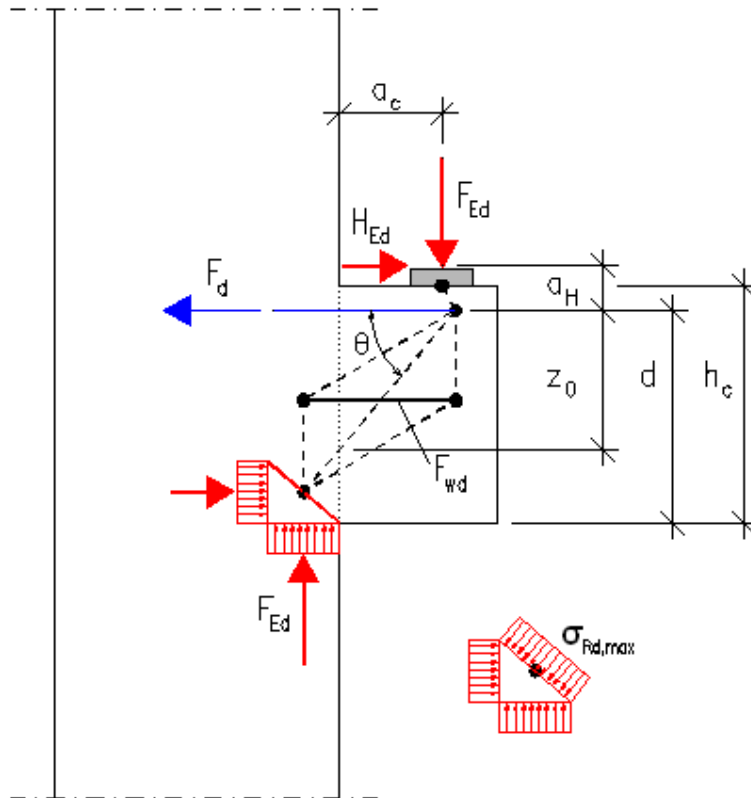 a_c
F_Ed
H_Ed
F_d
a_H
θ
z_0
d
h_c
F_wd
F_Ed
σ_Rd,max